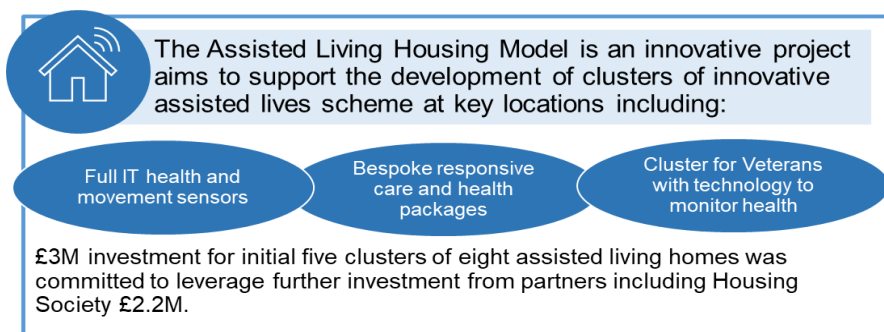 The Assisted Living Housing Model is an innovative project
aims to support the development of clusters of innovative
assisted lives scheme at key locations including:
Full IT health and
movement sensors
Bespoke responsive
care and health
packages
Cluster for Veterans
with technology to
monitor health
£3M investment for initial five clusters of eight assisted living homes was
committed to leverage further investment from partners including Housing
Society £2.2M.